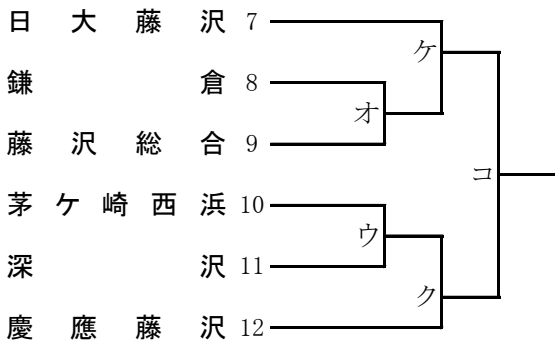 日大藤沢 7
ケ
鎌倉 8
オ
藤沢総合 9
コ
茅ケ崎西浜 10
ウ
深沢 11
ク
慶應藤沢 12